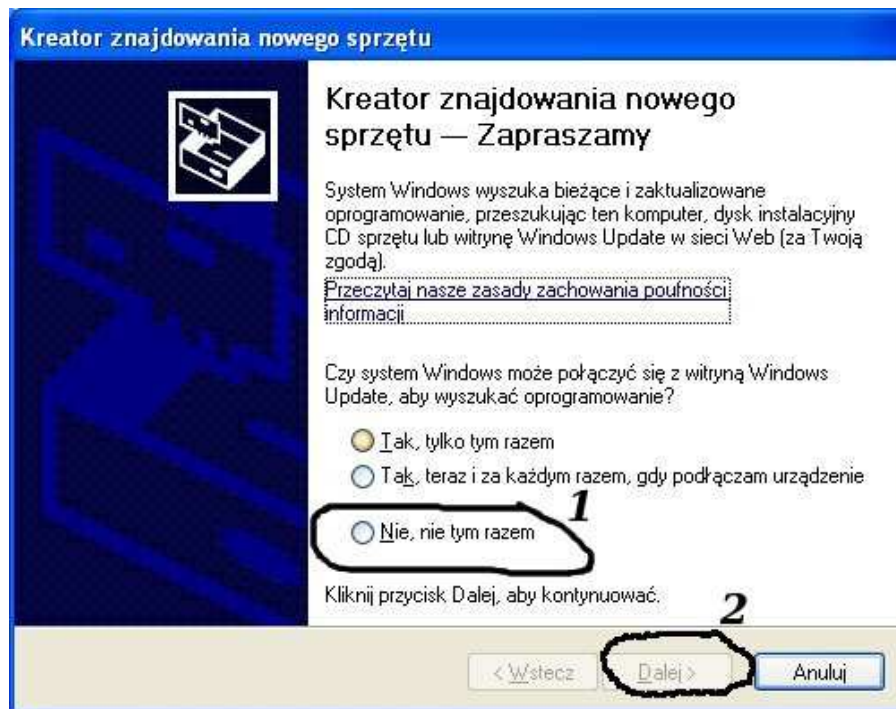 Kreator znajdowania nowego sprzętu
Kreator znajdowania nowego
sprzętu — Zapraszamy
System Windows wyszuka bieżące i zaktualizowane
oprogramowanie, przeszukując ten komputer, dysk instalacyjny
CD sprzętu lub witrynę Windows Update w sieci Web (za Twoją
zgodą).
Przeczytaj nasze zasady zachowania poufności
informacji
Czy system Windows może połączyć się z witryną Windows
Update, aby wyszukać oprogramowanie?
Tak, tylko tym razem
Tak, teraz i za każdym razem, gdy podłączam urządzenie
1
Nie, nie tym razem
Kliknij przycisk Dalej, aby kontynuować.
2
< Wstecz
Dalej >
Anuluj